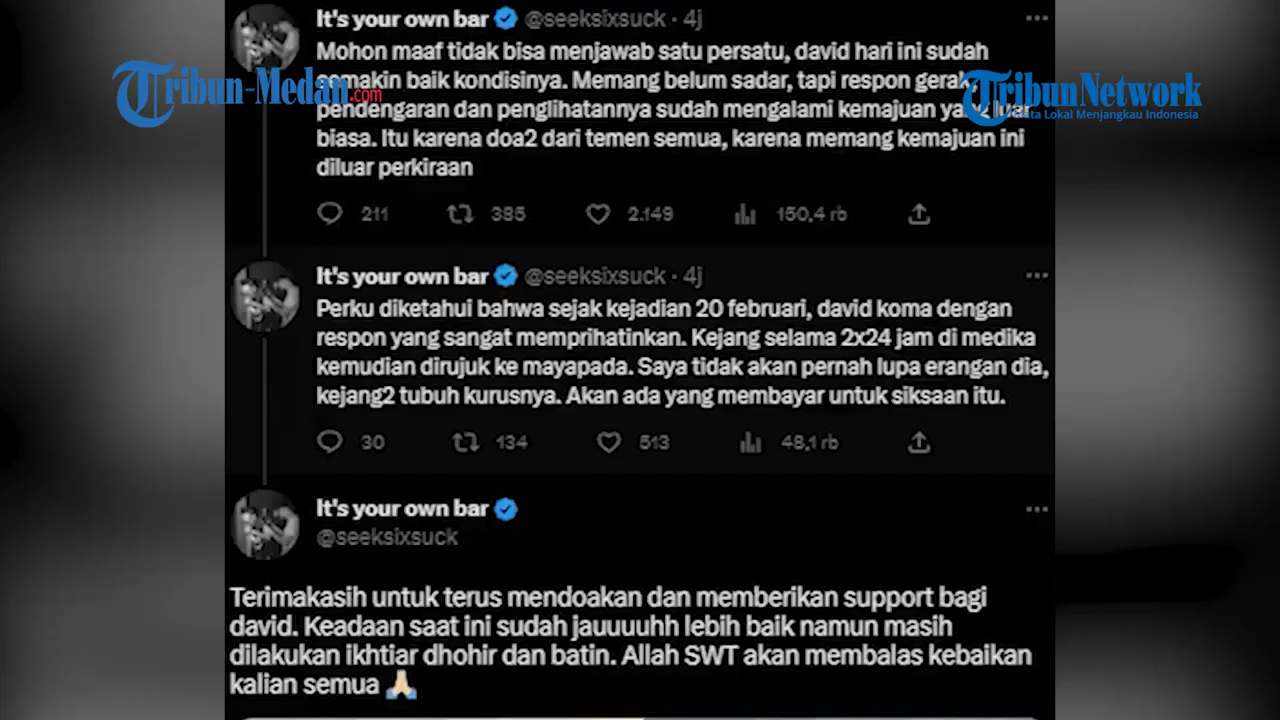 It's your own bar @seeksixsuck · 4j
Mohon maaf tidak bisa menjawab satu persatu, david hari ini sudah
semakin baik kondisinya. Memang belum sadar, tapi respon gerak,
Tribun-Medan.com
TribunNetwork
pendengaran dan penglihatannya sudah mengalami kemajuan yang luar
Berita Lokal Menjangkau Indonesia
biasa. Itu karena doa2 dari temen semua, karena memang kemajuan ini
diluar perkiraan
211 385 2.149 150,4 rb
It's your own bar @seeksixsuck · 4j
Perku diketahui bahwa sejak kejadian 20 februari, david koma dengan
respon yang sangat memprihatinkan. Kejang selama 2x24 jam di medika
kemudian dirujuk ke mayapada. Saya tidak akan pernah lupa erangan dia,
kejang2 tubuh kurusnya. Akan ada yang membayar untuk siksaan itu.
30 134 513 48,1 rb
It's your own bar
@seeksixsuck
Terimakasih untuk terus mendoakan dan memberikan support bagi
david. Keadaan saat ini sudah jauuuuhh lebih baik namun masih
dilakukan ikhtiar dhohir dan batin. Allah SWT akan membalas kebaikan
kalian semua 🙏🏻